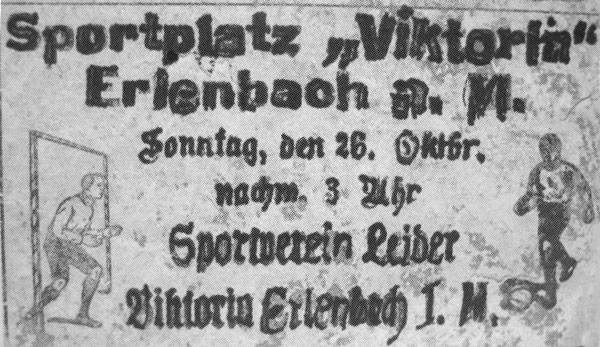 Sportplatz „Viktoria“
Erlenbach a. M.
Sonntag, den 26. Oktbr.
nachm. 3 Uhr
Sportverein Leider
Viktoria Erlenbach I. M.